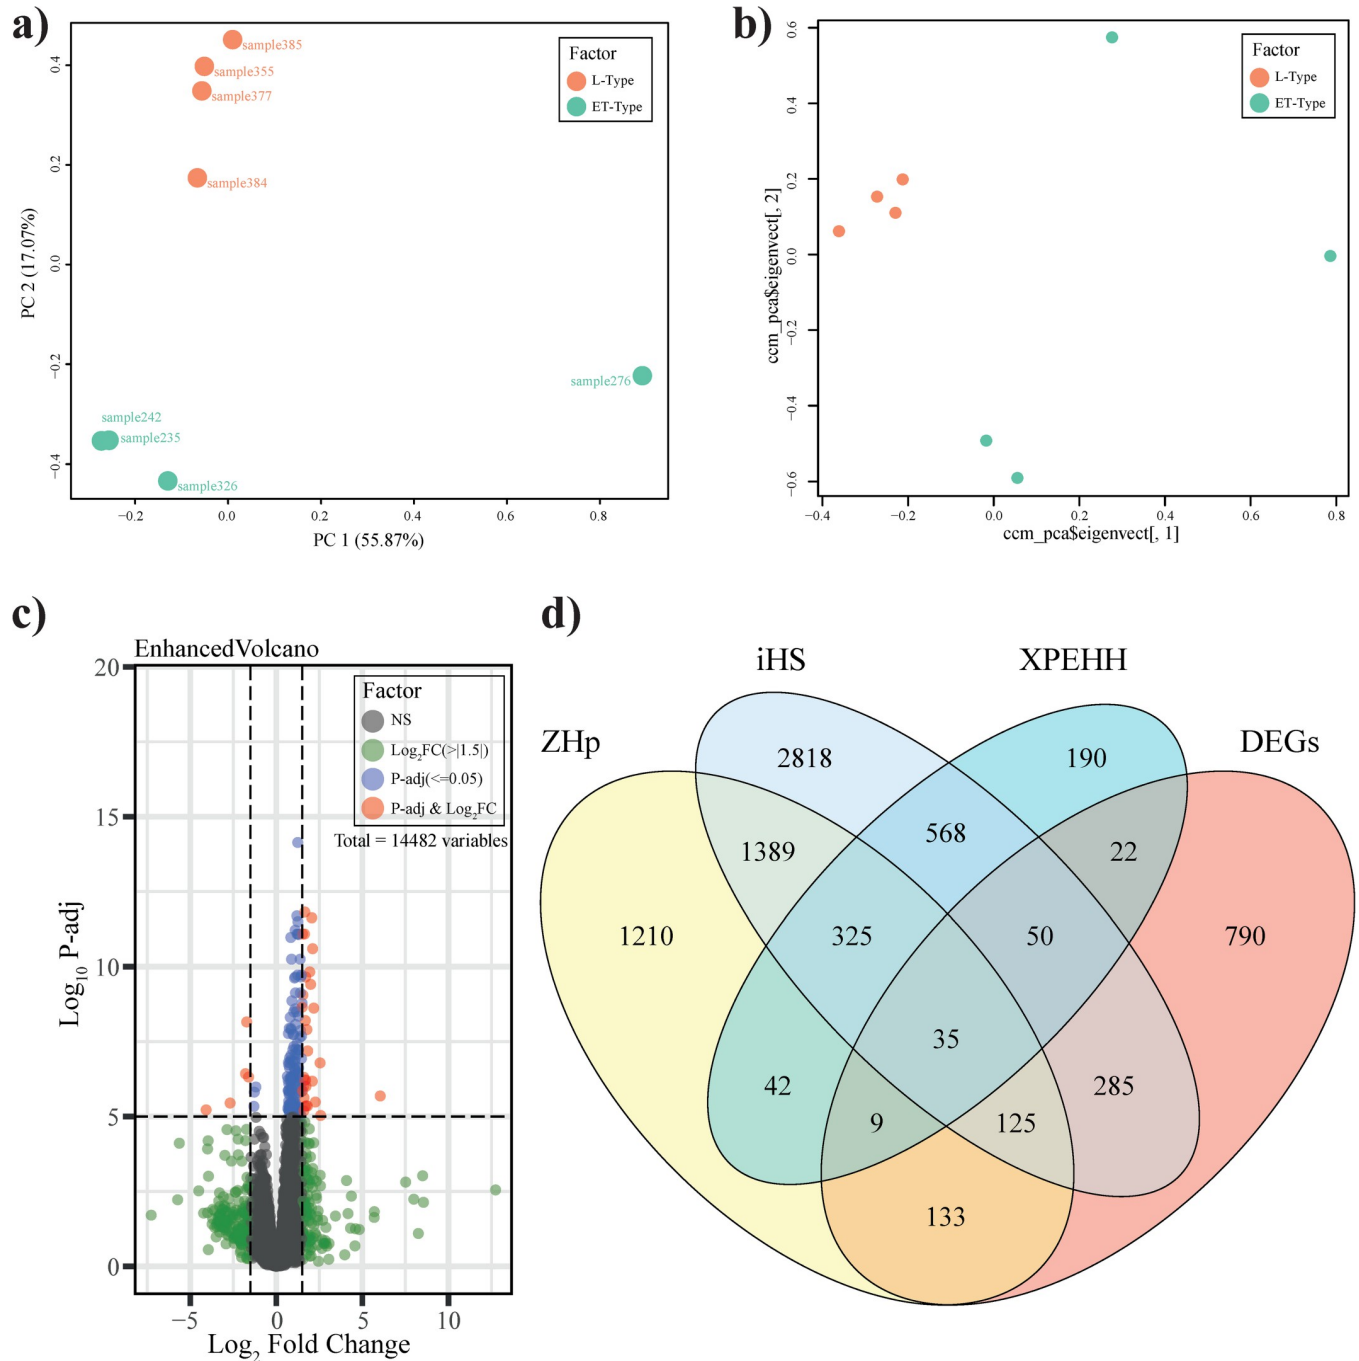 a)
0.4
0.2
0.0
−0.2
−0.4
PC 2 (17.07%)
sample385
sample355
sample377
sample384
sample276
sample242
sample235
sample326
Factor
L-Type
ET-Type
−0.2
0.0
0.2
0.4
0.6
0.8
PC 1 (55.87%)
b)
0.6
0.4
0.2
0.0
−0.2
−0.4
−0.6
ccm_pca$eigenvect[, 2]
Factor
L-Type
ET-Type
−0.4
−0.2
0.0
0.2
0.4
0.6
0.8
ccm_pca$eigenvect[, 1]
c)
EnhancedVolcano
20
15
10
5
0
Log10 P-adj
Factor
NS
Log2FC(>|1.5|)
P-adj(<=0.05)
P-adj & Log2FC
Total = 14482 variables
−5
0
5
10
Log2 Fold Change
d)
iHS
XPEHH
ZHp
DEGs
2818
190
568
1389
22
1210
325
50
790
35
42
285
9
125
133